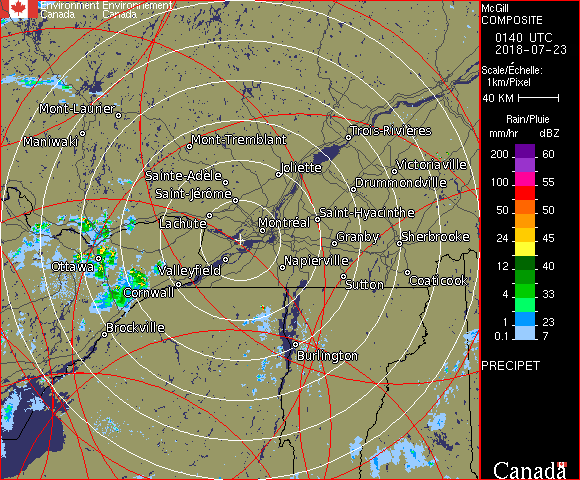 Environment Environnement
Canada Canada
Mont-Laurier
Maniwaki
Mont-Tremblant
Trois-Rivières
Joliette
Victoriaville
Sainte-Adèle
Drummondville
Saint-Jérôme
Lachute
Montréal
Saint-Hyacinthe
Granby
Sherbrooke
Ottawa
Valleyfield
Napierville
Cornwall
Sutton
Coaticook
Brockville
Burlington
McGill
COMPOSITE
0140 UTC
2018-07-23
Scale/Échelle:
1km/Pixel
40 KM
Rain/Pluie
mm/hr dBZ
200 60
150 57
100 55
50 50
24 45
12 40
4 33
1 23
0.1 7
PRECIPET
Canada